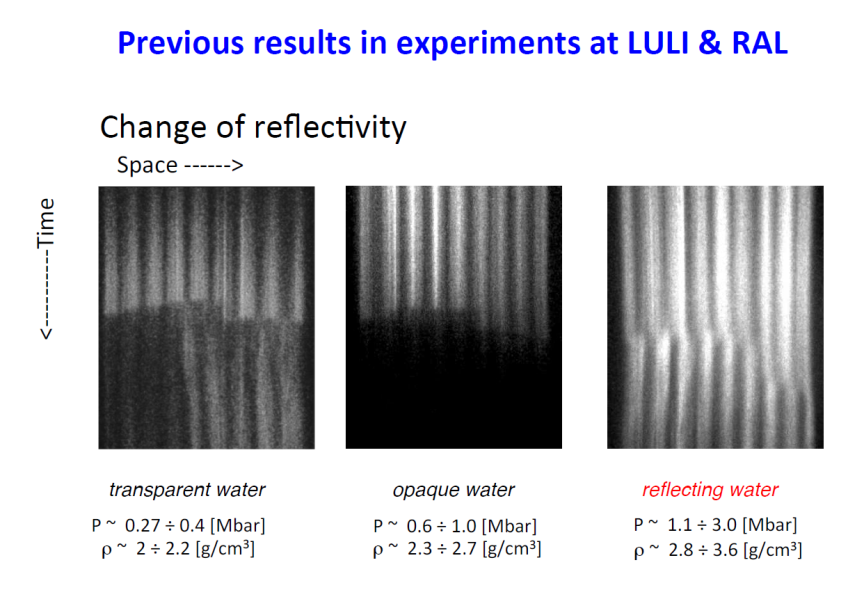 Previous results in experiments at LULI & RAL
Change of reflectivity
Space ------>
<----------Time
transparent water
P ~ 0.27 ÷ 0.4 [Mbar]
ρ ~ 2 ÷ 2.2 [g/cm³]
opaque water
P ~ 0.6 ÷ 1.0 [Mbar]
ρ ~ 2.3 ÷ 2.7 [g/cm³]
reflecting water
P ~ 1.1 ÷ 3.0 [Mbar]
ρ ~ 2.8 ÷ 3.6 [g/cm³]